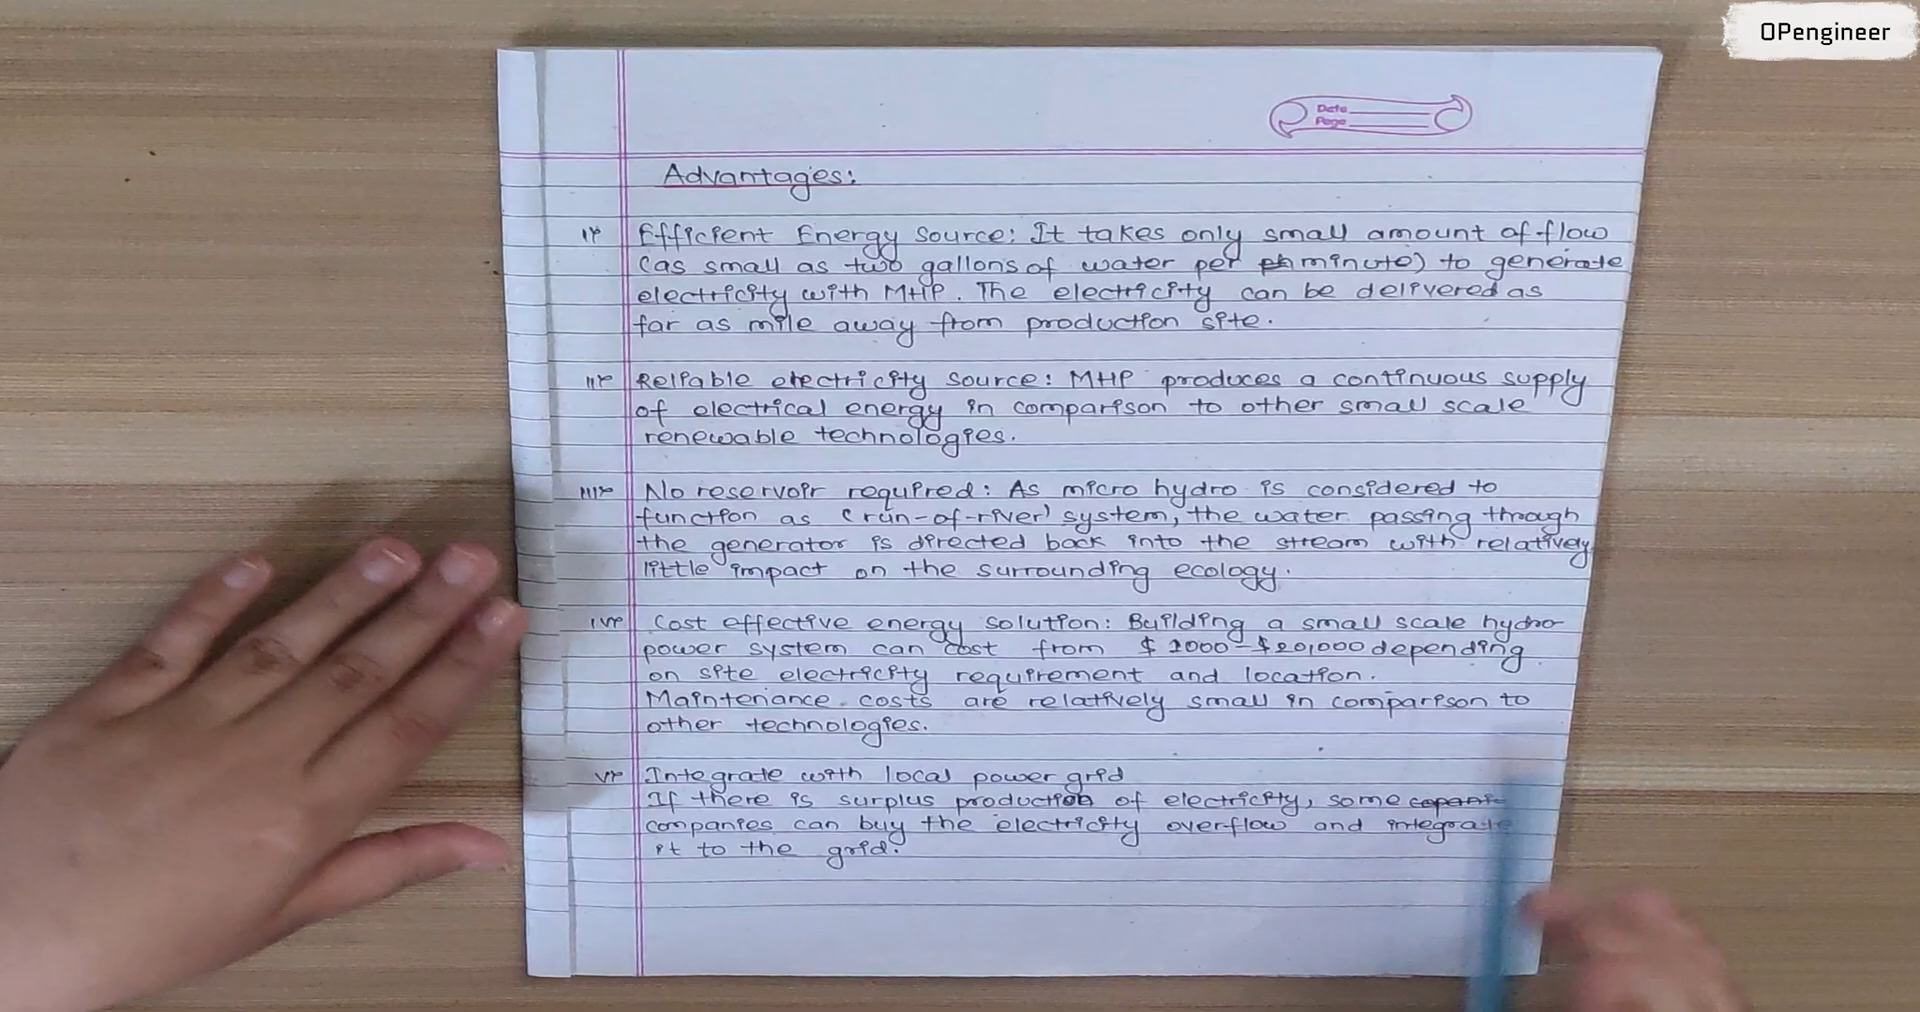 OPengineer
Date
Page
Advantages:
i) Efficient Energy Source: It takes only small amount of flow
(as small as two gallons of water per minute) to generate
electricity with MHP. The electricity can be delivered as
far as mile away from production site.
ii) Reliable electricity source: MHP produces a continuous supply
of electrical energy in comparison to other small scale
renewable technologies.
iii) No reservoir required: As micro hydro is considered to
function as 'run-of-river' system, the water passing through
the generator is directed back into the stream with relatively
little impact on the surrounding ecology.
iv) Cost effective energy solution: Building a small scale hydro-
power system can cost from $1000-$20,000 depending
on site electricity requirement and location.
Maintenance costs are relatively small in comparison to
other technologies.
v) Integrate with local power grid
If there is surplus production of electricity, some
companies can buy the electricity overflow and integrate
it to the grid.